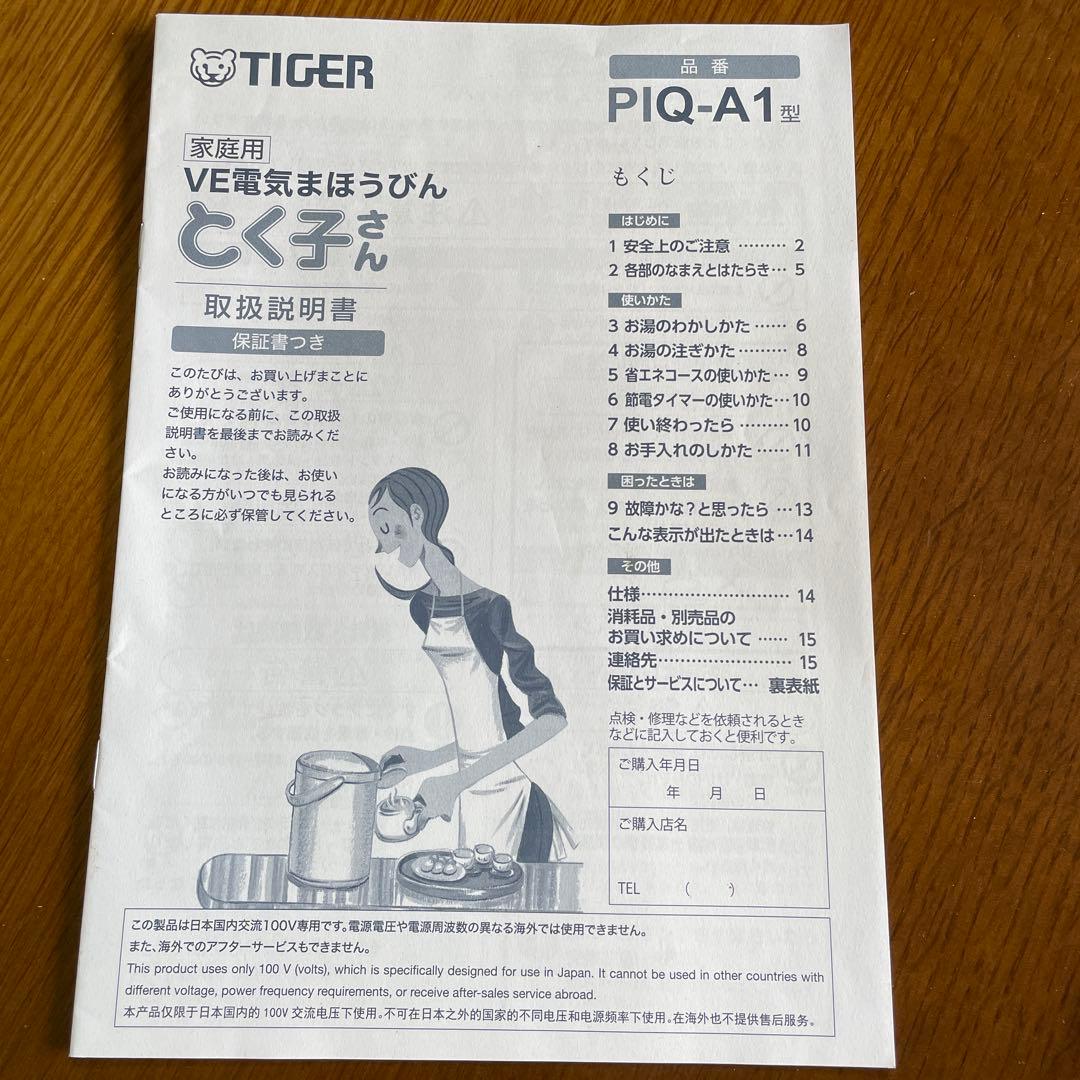 TIGER
家庭用
VE電気まほうびん
とく子さん
取扱説明書
保証書つき
このたびは、お買い上げまことに
ありがとうございます。
ご使用になる前に、この取扱
説明書を最後までお読みくだ
さい。
お読みになった後は、お使い
になる方がいつでも見られる
ところに必ず保管してください。
品番
PIQ-A1型
もくじ
はじめに
1 安全上のご注意 ……… 2
2 各部のなまえとはたらき… 5
使いかた
3 お湯のわかしかた …… 6
4 お湯の注ぎかた ……… 8
5 省エネコースの使いかた… 9
6 節電タイマーの使いかた…10
7 使い終わったら ………10
8 お手入れのしかた ……11
困ったときは
9 故障かな？と思ったら …13
こんな表示が出たときは…14
その他
仕様………………………… 14
消耗品・別売品の
お買い求めについて …… 15
連絡先……………………… 15
保証とサービスについて… 裏表紙
点検・修理などを依頼されるとき
などに記入しておくと便利です。
ご購入年月日
年 月 日
ご購入店名
TEL ( )
この製品は日本国内交流100V専用です。電源電圧や電源周波数の異なる海外では使用できません。
また、海外でのアフターサービスもできません。
This product uses only 100 V (volts), which is specifically designed for use in Japan. It cannot be used in other countries with
different voltage, power frequency requirements, or receive after-sales service abroad.
本产品仅限于日本国内的 100V 交流电压下使用。不可在日本之外的国家的不同电压和电源频率下使用。在海外也不提供售后服务。